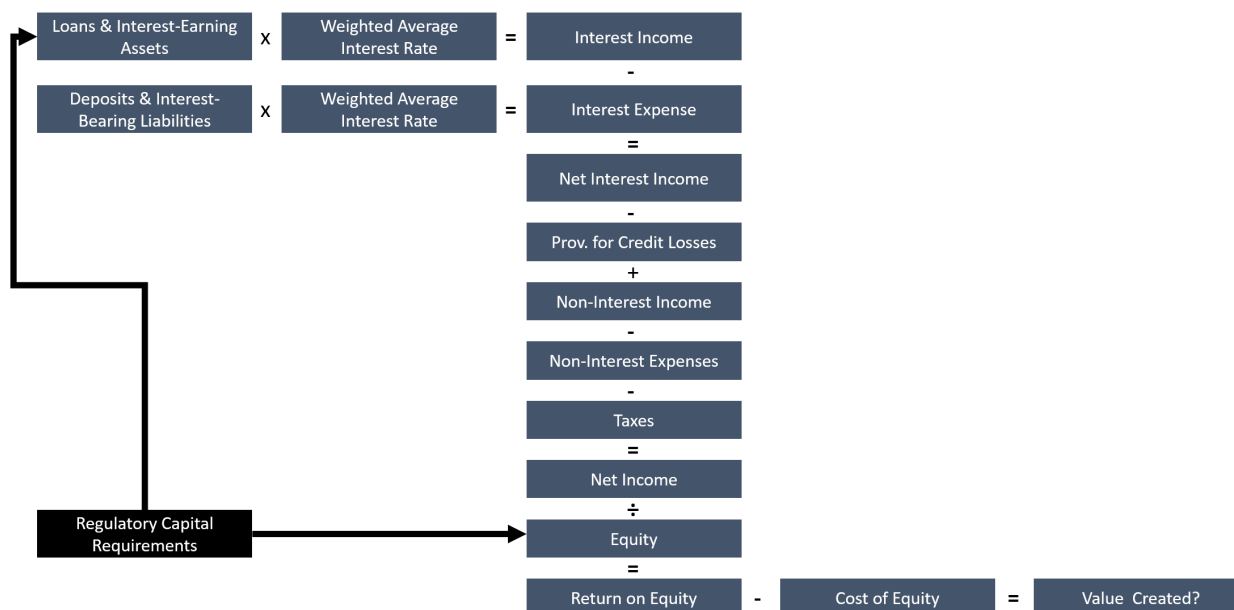 Loans & Interest-Earning
Assets
x
Weighted Average
Interest Rate
=
Interest Income
-
Deposits & Interest-
Bearing Liabilities
x
Weighted Average
Interest Rate
=
Interest Expense
=
Net Interest Income
-
Prov. for Credit Losses
+
Non-Interest Income
-
Non-Interest Expenses
-
Taxes
=
Net Income
÷
Regulatory Capital
Requirements
Equity
=
Return on Equity
-
Cost of Equity
=
Value Created?